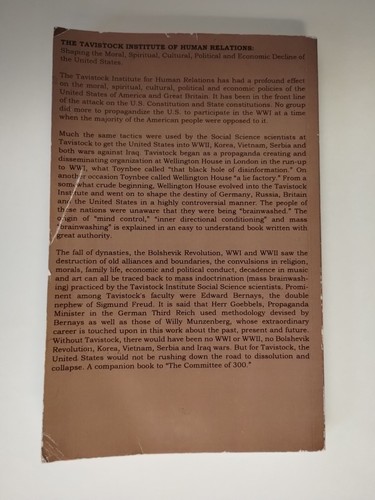 THE TAVISTOCK INSTITUTE OF HUMAN RELATIONS:
Shaping the Moral, Spiritual, Cultural, Political and Economic Decline of
the United States.
The Tavistock Institute for Human Relations has had a profound effect
on the moral, spiritual, cultural, political and economic policies of the
United States of America and Great Britain. It has been in the front line
of the attack on the U.S. Constitution and State constitutions. No group
did more to propagandize the U.S. to participate in the WWI at a time
when the majority of the American people were opposed to it.
Much the same tactics were used by the Social Science scientists at
Tavistock to get the United States into WWII, Korea, Vietnam, Serbia and
both wars against Iraq. Tavistock began as a propaganda creating and
disseminating organization at Wellington House in London in the run-up
to WWI, what Toynbee called "that black hole of disinformation." On
another occasion Toynbee called Wellington House "a lie factory." From a
somewhat crude beginning, Wellington House evolved into the Tavistock
Institute and went on to shape the destiny of Germany, Russia, Britain
and the United States in a highly controversial manner. The people of
these nations were unaware that they were being "brainwashed." The
origin of "mind control," "inner directional conditioning" and mass
"brainwashing" is explained in an easy to understand book written with
great authority.
The fall of dynasties, the Bolshevik Revolution, WWI and WWII saw the
destruction of old alliances and boundaries, the convulsions in religion,
morals, family life, economic and political conduct, decadence in music
and art can all be traced back to mass indoctrination (mass brainwash-
ing) practiced by the Tavistock Institute Social Science scientists. Promi-
nent among Tavistock's faculty were Edward Bernays, the double
nephew of Sigmund Freud. It is said that Herr Goebbels, Propaganda
Minister in the German Third Reich used methodology devised by
Bernays as well as those of Willy Munzenberg, whose extraordinary
career is touched upon in this work about the past, present and future.
Without Tavistock, there would have been no WWI or WWII, no Bolshevik
Revolution, Korea, Vietnam, Serbia and Iraq wars. But for Tavistock, the
United States would not be rushing down the road to dissolution and
collapse. A companion book to "The Committee of 300."